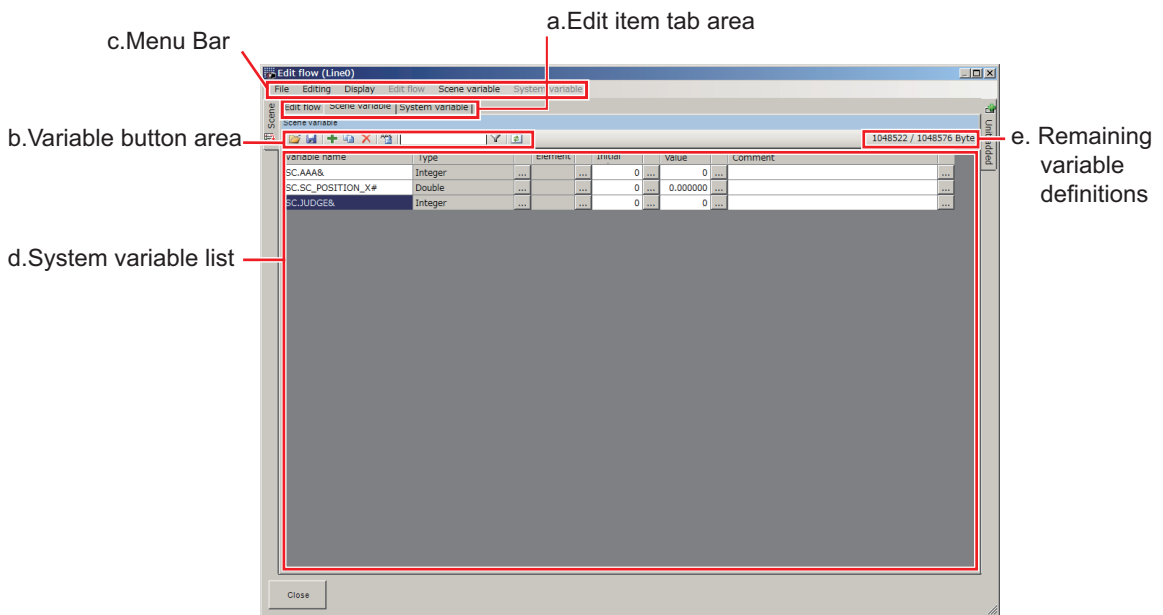 a.Edit item tab area
c.Menu Bar
Edit flow (Line0)
File Editing Display Edit flow Scene variable System variable
Scene
Edit flow Scene variable System variable
Scene variable
b.Variable button area
1048522 / 1048576 Byte
Unit added
e. Remaining
variable
definitions
Variable name Type Element Initial Value Comment
SC.AAA& Integer ... ... 0 ... 0 ... ...
SC.SC_POSITION_X# Double ... ... 0 ... 0.000000 ... ...
SC.JUDGE& Integer ... ... 0 ... 0 ... ...
d.System variable list
Close